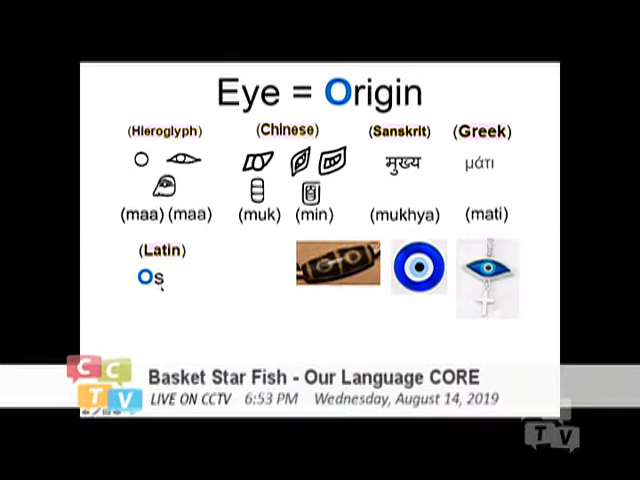 Eye = Origin
(Hieroglyph) (Chinese) (Sanskrit) (Greek)
मुख्य μάτι
(maa) (maa) (muk) (min) (mukhya) (mati)
(Latin)
Os
CCTV
Basket Star Fish - Our Language CORE
LIVE ON CCTV 6:53 PM Wednesday, August 14, 2019
TV